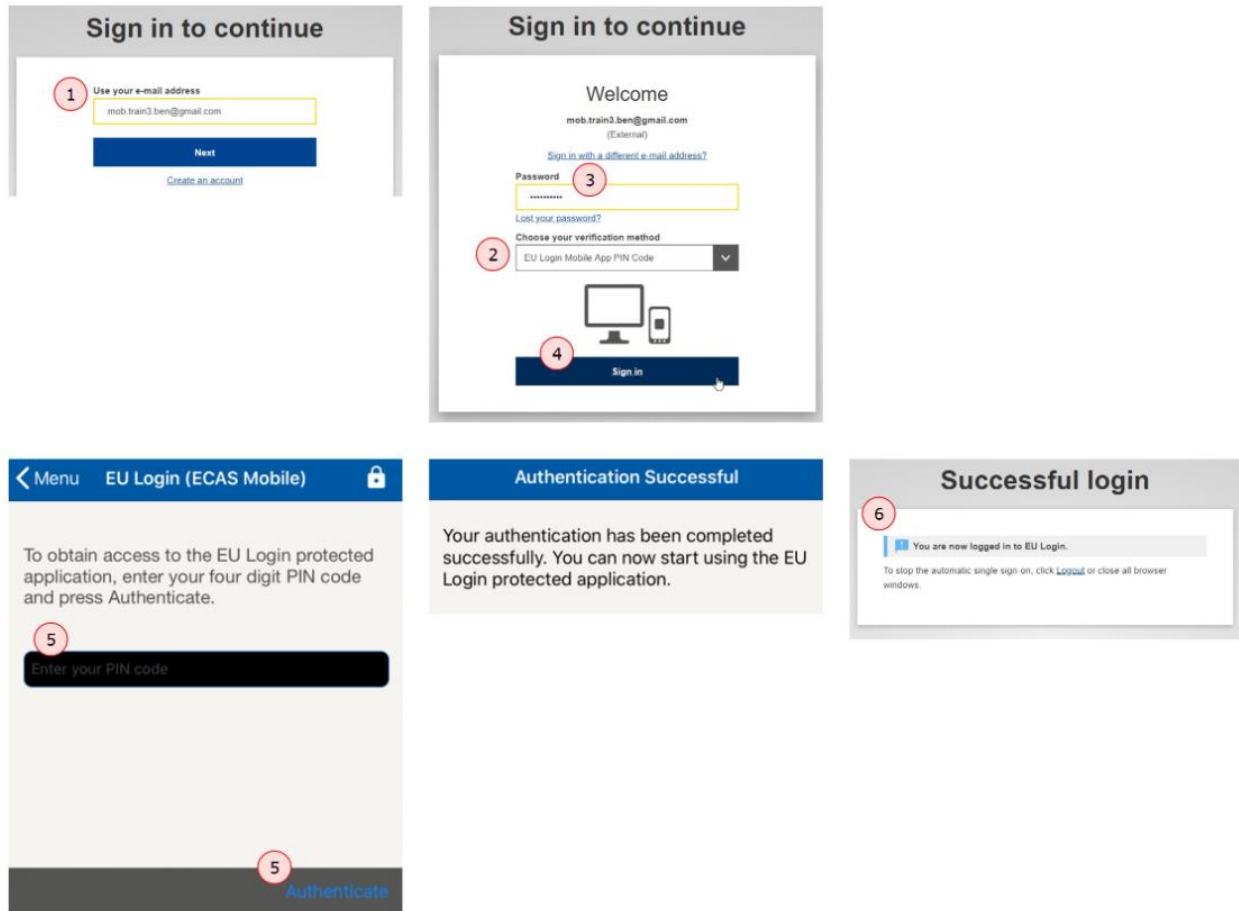 Sign in to continue
1
Use your e-mail address
mob.train3.ben@gmail.com
Next
Create an account
Sign in to continue
Welcome
mob.train3.ben@gmail.com
(External)
Sign in with a different e-mail address?
Password
3
••••••••••
Lost your password?
Choose your verification method
2
EU Login Mobile App PIN Code
4
Sign in
Menu EU Login (ECAS Mobile)
To obtain access to the EU Login protected
application, enter your four digit PIN code
and press Authenticate.
5
Enter your PIN code
5
Authenticate
Authentication Successful
Your authentication has been completed
successfully. You can now start using the EU
Login protected application.
Successful login
6
You are now logged in to EU Login.
To stop the automatic single sign on, click Logout or close all browser
windows.